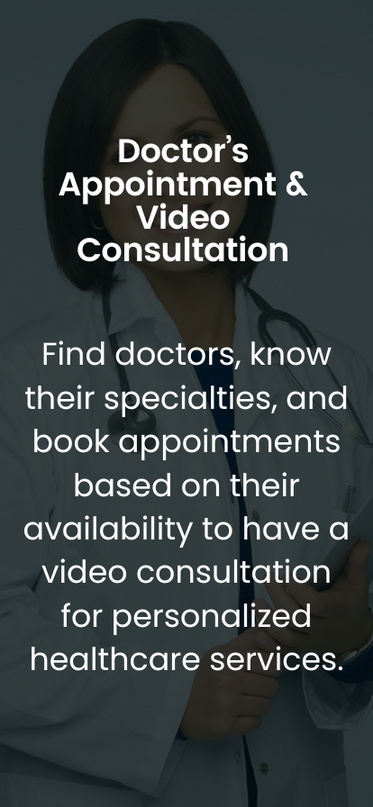 Doctor’s
Appointment &
Video
Consultation
Find doctors, know
their specialties, and
book appointments
based on their
availability to have a
video consultation
for personalized
healthcare services.